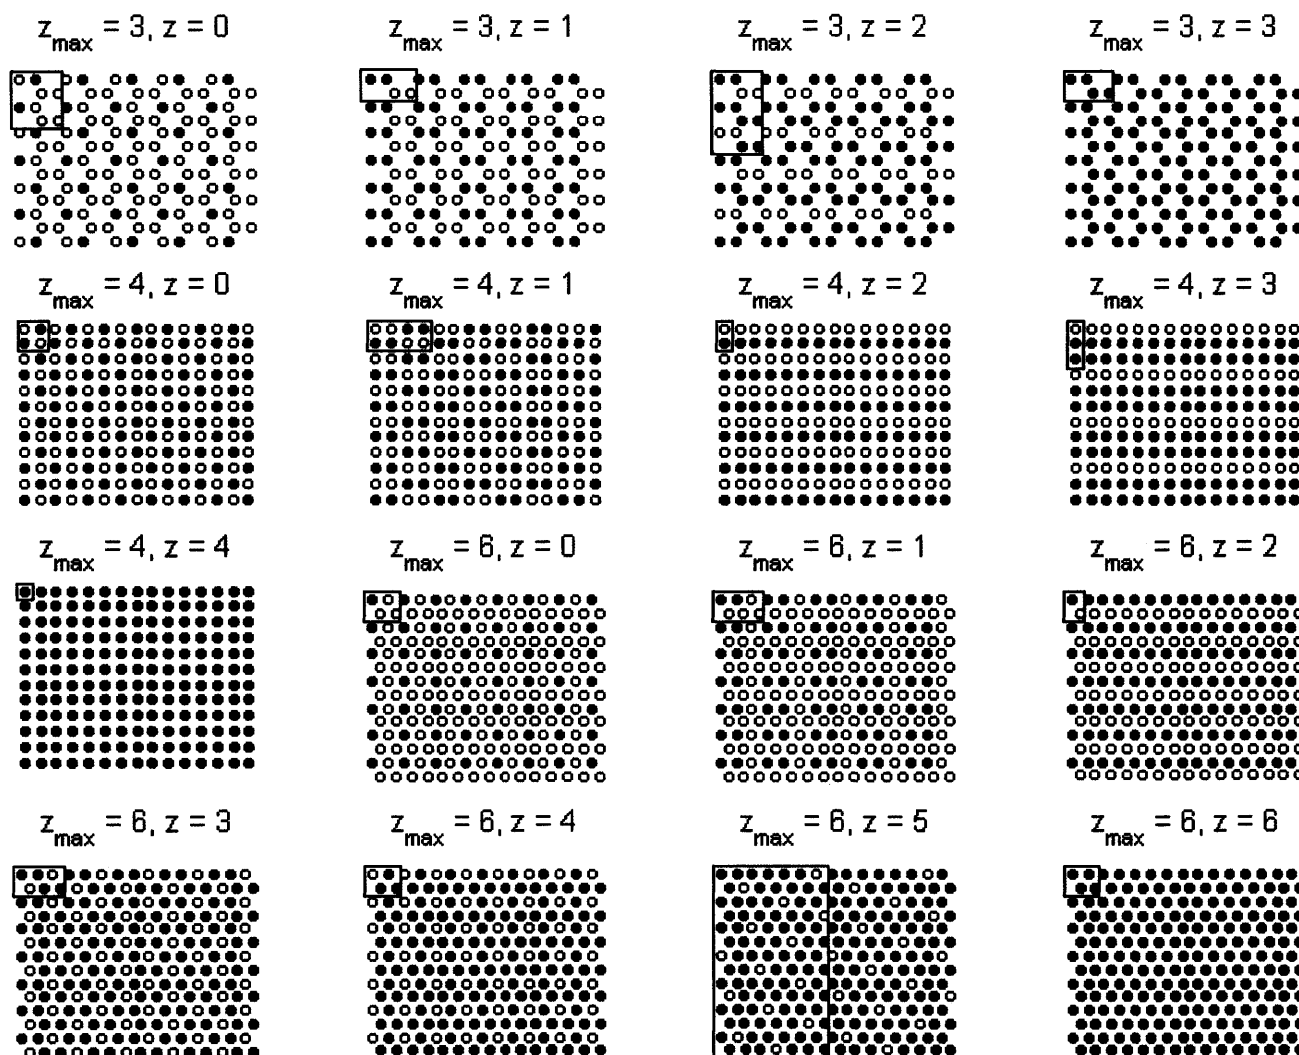 z_max = 3, z = 0 z_max = 3, z = 1 z_max = 3, z = 2 z_max = 3, z = 3
z_max = 4, z = 0 z_max = 4, z = 1 z_max = 4, z = 2 z_max = 4, z = 3
z_max = 4, z = 4 z_max = 6, z = 0 z_max = 6, z = 1 z_max = 6, z = 2
z_max = 6, z = 3 z_max = 6, z = 4 z_max = 6, z = 5 z_max = 6, z = 6